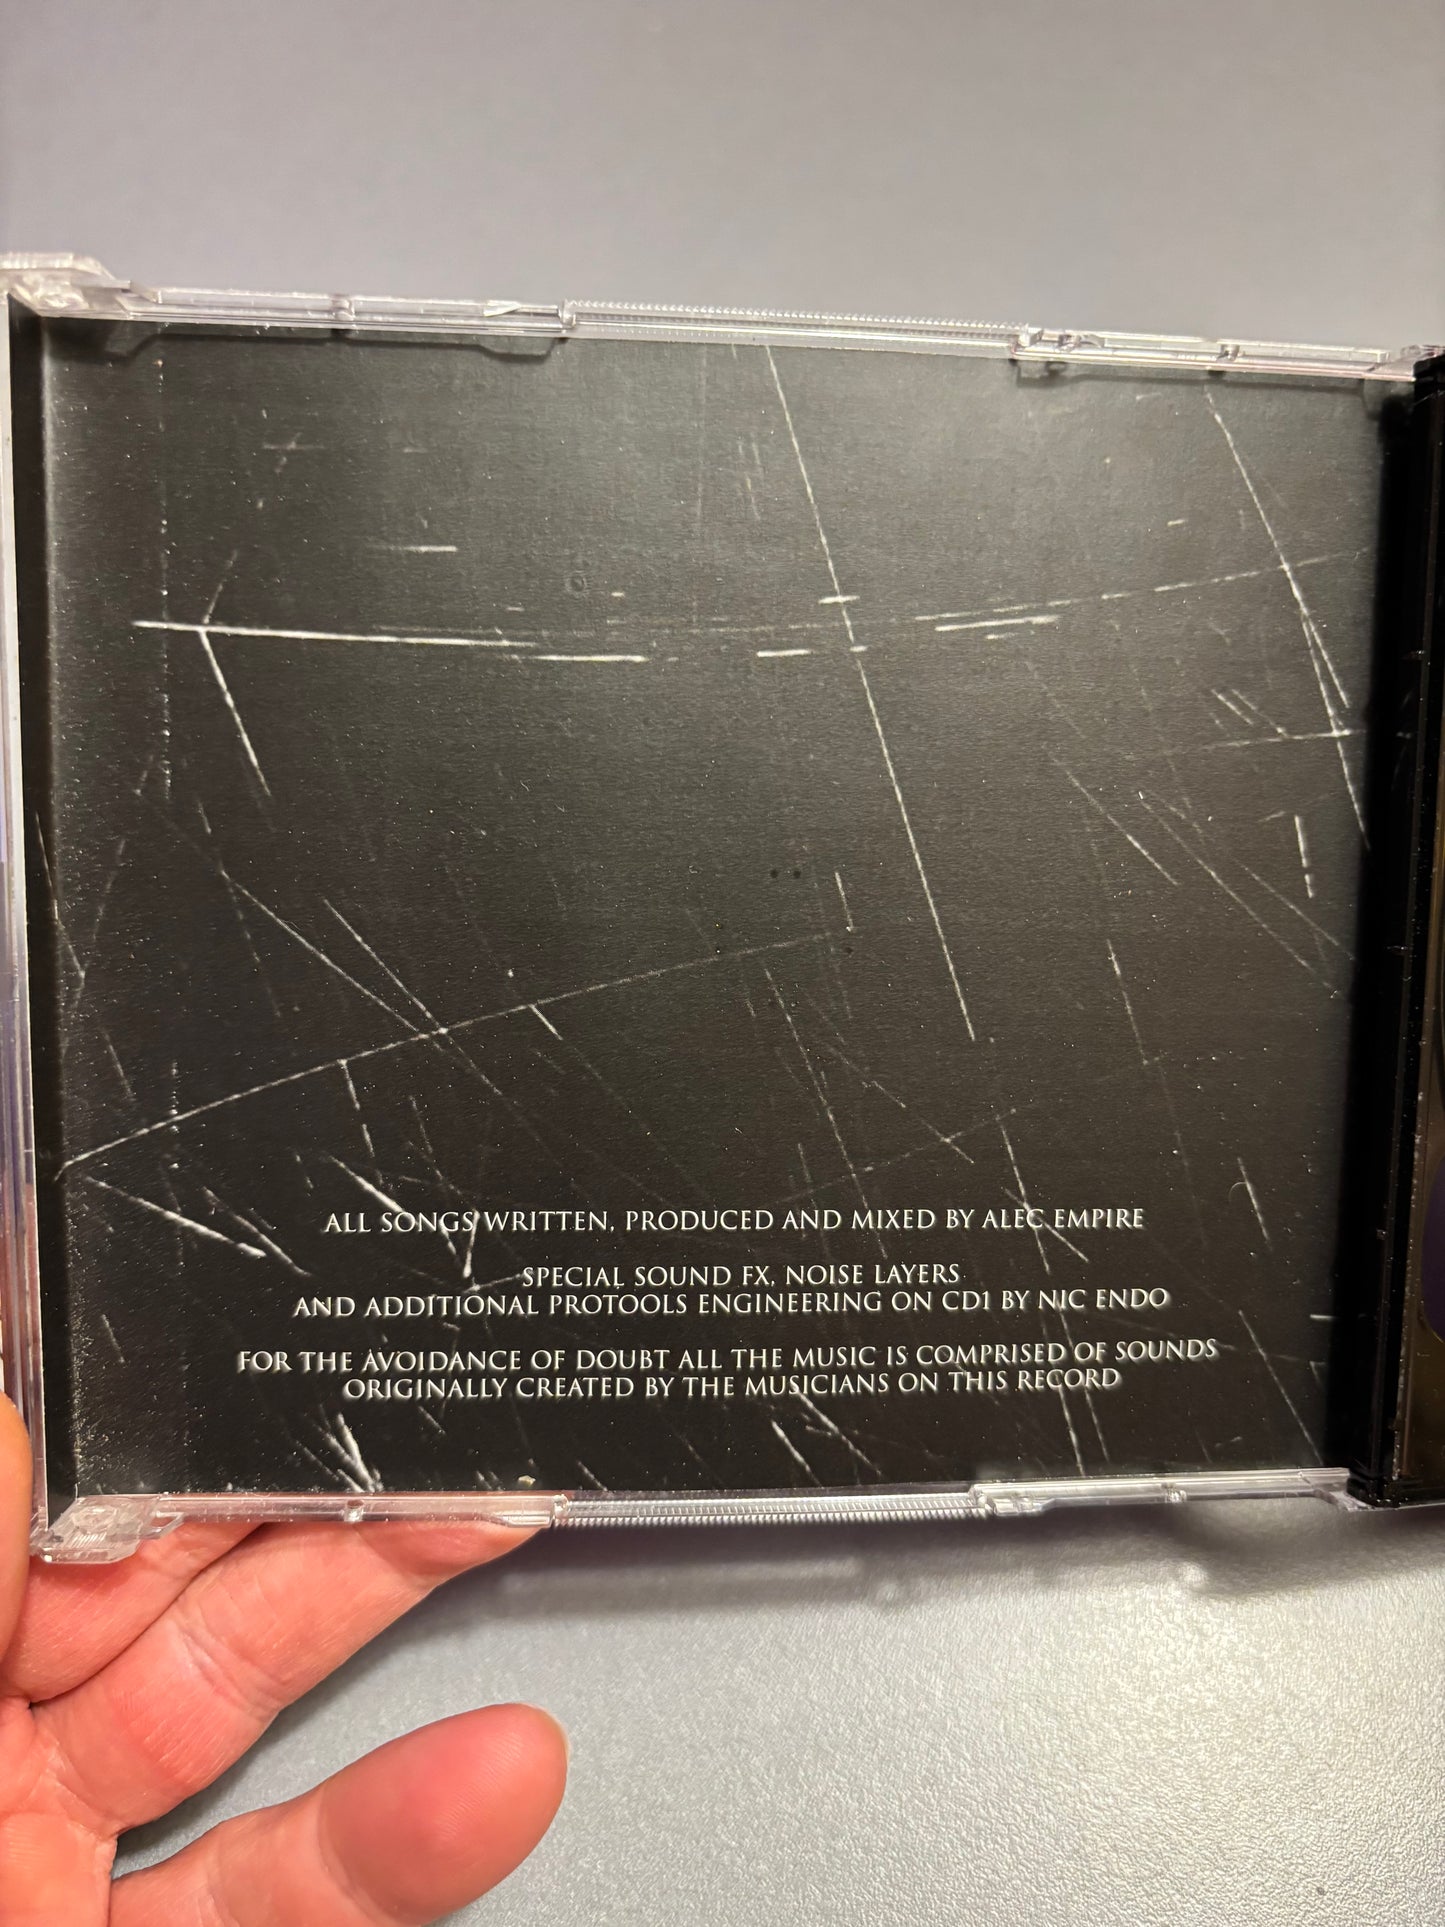 ALL SONGS WRITTEN, PRODUCED AND MIXED BY ALEC EMPIRE
SPECIAL SOUND FX, NOISE LAYERS
AND ADDITIONAL PROTOOLS ENGINEERING ON CD1 BY NIC ENDO
FOR THE AVOIDANCE OF DOUBT ALL THE MUSIC IS COMPRISED OF SOUNDS
ORIGINALLY CREATED BY THE MUSICIANS ON THIS RECORD